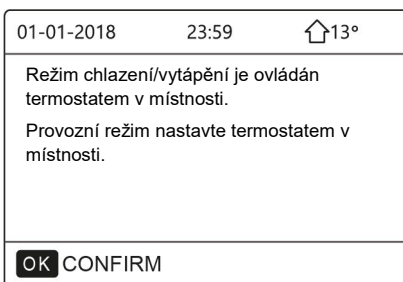 01-01-2018 23:59 13°
Režim chlazení/vytápění je ovládán
termostatem v místnosti.
Provozní režim nastavte termostatem v
místnosti.
OK CONFIRM